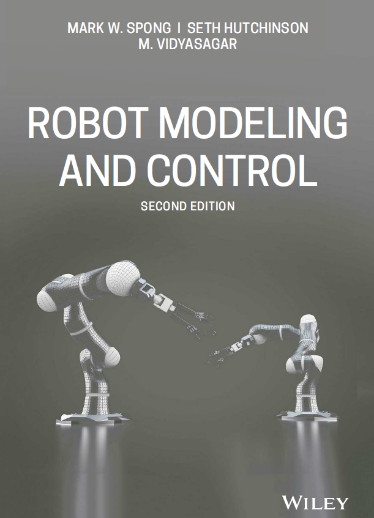 MARK W. SPONG I SETH HUTCHINSON
M. VIDYASAGAR
ROBOT MODELING
AND CONTROL
SECOND EDITION
WILEY